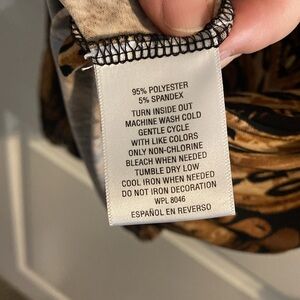 95% POLYESTER
5% SPANDEX
TURN INSIDE OUT
MACHINE WASH COLD
GENTLE CYCLE
WITH LIKE COLORS
ONLY NON-CHLORINE
BLEACH WHEN NEEDED
TUMBLE DRY LOW
COOL IRON WHEN NEEDED
DO NOT IRON DECORATION
WPL 8046
ESPAÑOL EN REVERSO